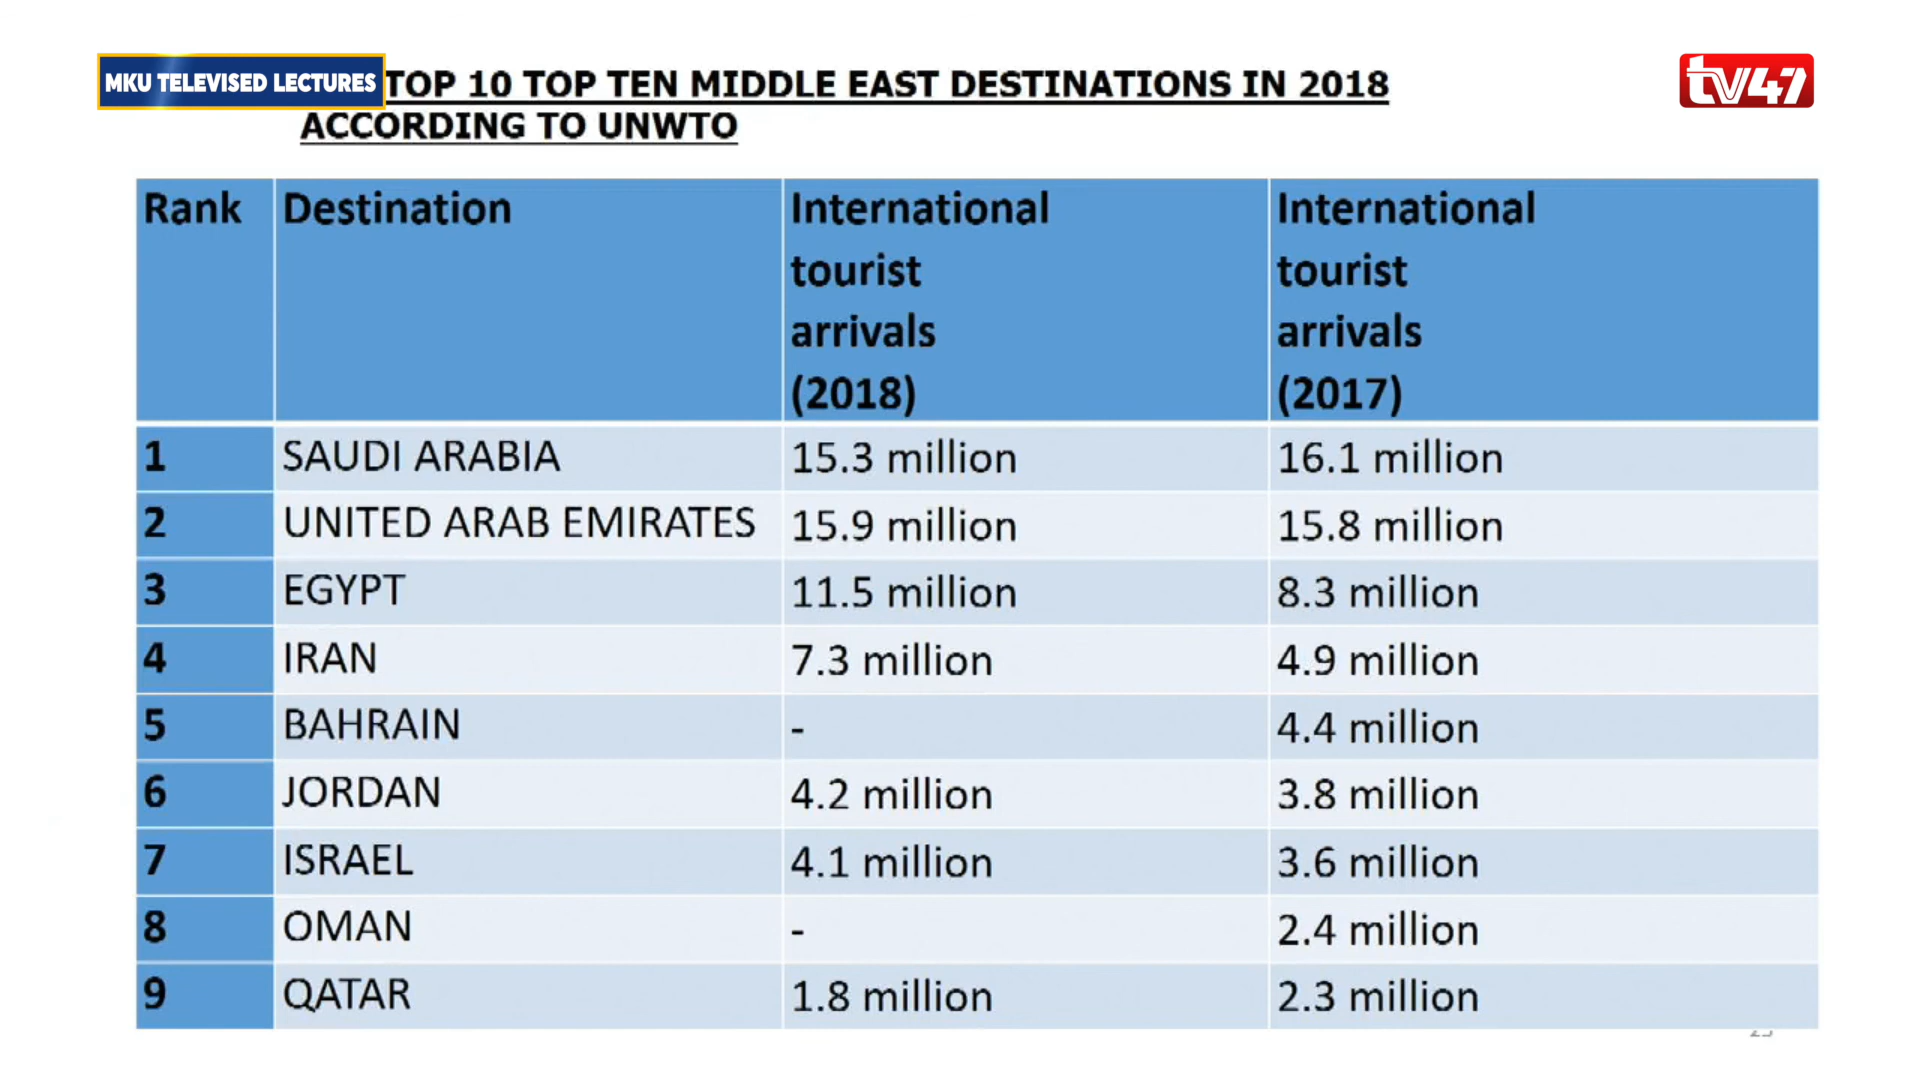 MKU TELEVISED LECTURES
TOP 10 TOP TEN MIDDLE EAST DESTINATIONS IN 2018
ACCORDING TO UNWTO
tv47
Rank Destination International tourist arrivals (2018) International tourist arrivals (2017)
1 SAUDI ARABIA 15.3 million 16.1 million
2 UNITED ARAB EMIRATES 15.9 million 15.8 million
3 EGYPT 11.5 million 8.3 million
4 IRAN 7.3 million 4.9 million
5 BAHRAIN - 4.4 million
6 JORDAN 4.2 million 3.8 million
7 ISRAEL 4.1 million 3.6 million
8 OMAN - 2.4 million
9 QATAR 1.8 million 2.3 million